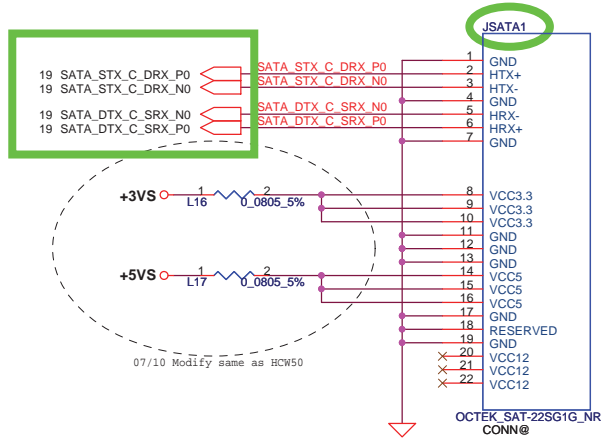 JSATA1
1 GND
19 SATA_STX_C_DRX_P0 SATA_STX_C_DRX_P0 2 HTX+
19 SATA_STX_C_DRX_N0 SATA_STX_C_DRX_N0 3 HTX-
4 GND
19 SATA_DTX_C_SRX_N0 SATA_DTX_C_SRX_N0 5 HRX-
19 SATA_DTX_C_SRX_P0 SATA_DTX_C_SRX_P0 6 HRX+
7 GND
+3VS 1 2 8 VCC3.3
L16 0_0805_5% 9 VCC3.3
10 VCC3.3
11 GND
12 GND
13 GND
+5VS 1 2 14 VCC5
L17 0_0805_5% 15 VCC5
16 VCC5
17 GND
18 RESERVED
19 GND
20 VCC12
07/10 Modify same as HCW50 21 VCC12
22 VCC12
OCTEK_SAT-22SG1G_NR
CONN@